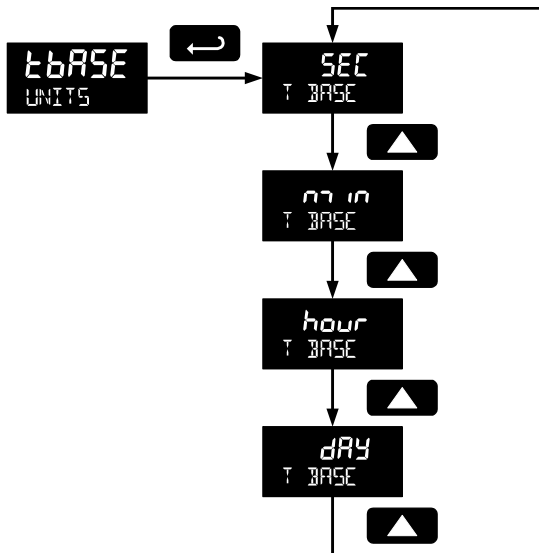 tbASE
UNITS
SEC
T BASE
min
T BASE
hour
T BASE
dAY
T BASE